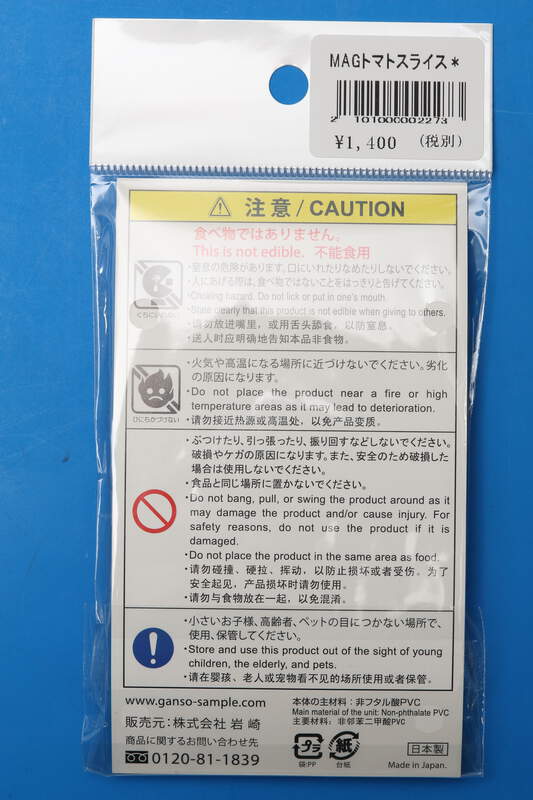 MAGトマトスライス*
2 101000002273
¥1,400 (税別)
注意/CAUTION
食べ物ではありません。
This is not edible. 不能食用
・窒息の危険があります。口にいれたりなめたりしないでください。
・人にあげる際は、食べ物ではないことをはっきりと告げてください。
・Choking hazard. Do not lick or put in one's mouth.
・State clearly that this product is not edible when giving to others.
・请勿放进嘴里，或用舌头舔食，以防窒息。
・送人时应明确地告知本品非食物。
くちにいれない
・火気や高温になる場所に近づけないでください。劣化
の原因になります。
・Do not place the product near a fire or high
temperature areas as it may lead to deterioration.
・请勿接近热源或高温处，以免产品变质。
ひにちかづけない
・ぶつけたり、引っ張ったり、振り回すなどしないでください。
破損やケガの原因になります。また、安全のため破損した
場合は使用しないでください。
・食品と同じ場所に置かないでください。
・Do not bang, pull, or swing the product around as it
may damage the product and/or cause injury. For
safety reasons, do not use the product if it is
damaged.
・Do not place the product in the same area as food.
・请勿碰撞、硬拉、挥动，以防止损坏或者受伤。为了
安全起见，产品损坏时请勿使用。
・请勿与食物放在一起，以免混淆。
・小さいお子様、高齢者、ペットの目につかない場所で、
使用、保管してください。
・Store and use this product out of the sight of young
children, the elderly, and pets.
・请在婴孩、老人或宠物看不见的场所使用或者保管。
www.ganso-sample.com
販売元：株式会社 岩崎
商品に関するお問い合わせ先
0120-81-1839
本体の主材料：非フタル酸PVC
Main material of the unit: Non-phthalate PVC
主要材料：非邻苯二甲酸PVC
プラ
袋:PP
紙
台紙
日本製
Made in Japan.